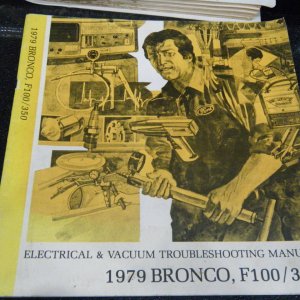 1979 BRONCO, F100/350
ELECTRICAL & VACUUM TROUBLESHOOTING MANU
1979 BRONCO, F100/3